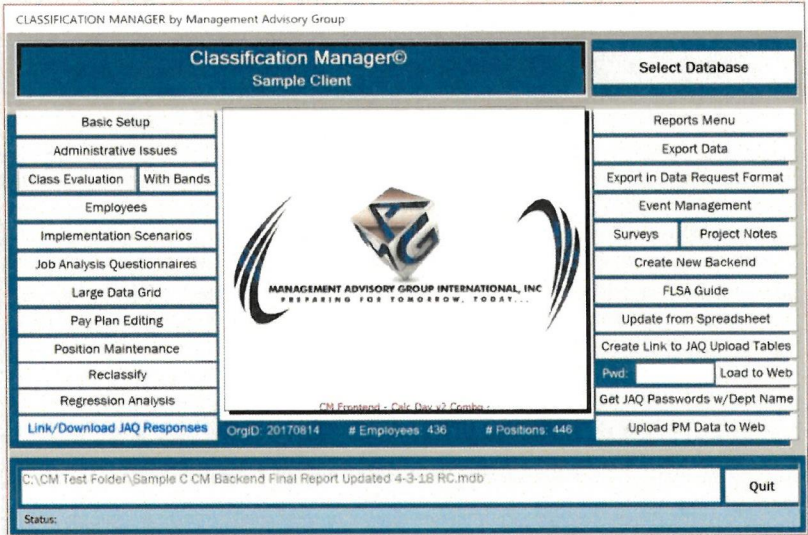 CLASSIFICATION MANAGER by Management Advisory Group
Classification Manager©
Sample Client
Select Database
Basic Setup
Administrative Issues
Class Evaluation
With Bands
Employees
Implementation Scenarios
Job Analysis Questionnaires
Large Data Grid
Pay Plan Editing
Position Maintenance
Reclassify
Regression Analysis
Link/Download JAQ Responses
MAG
MANAGEMENT ADVISORY GROUP INTERNATIONAL, INC
PREPARING FOR TOMORROW, TODAY...
CM Frontend - Calc Day v2 Combo -
OrgID: 20170814 # Employees: 436 # Positions: 446
Reports Menu
Export Data
Export in Data Request Format
Event Management
Surveys
Project Notes
Create New Backend
FLSA Guide
Update from Spreadsheet
Create Link to JAQ Upload Tables
Pwd:
Load to Web
Get JAQ Passwords w/Dept Name
Upload PM Data to Web
C:\CM Test Folder\Sample C CM Backend Final Report Updated 4-3-18 RC.mdb
Quit
Status: